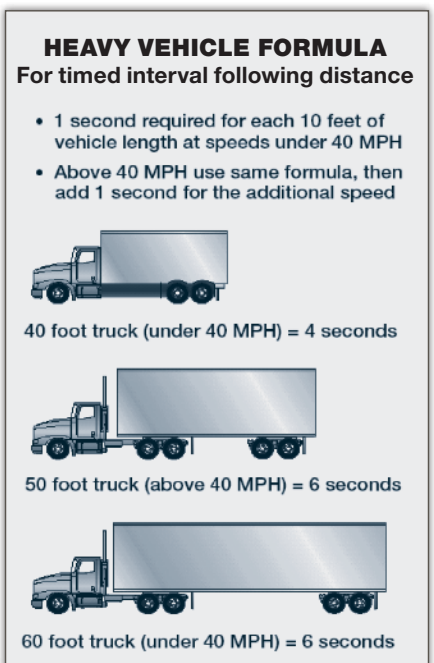 HEAVY VEHICLE FORMULA
For timed interval following distance
• 1 second required for each 10 feet of
vehicle length at speeds under 40 MPH
• Above 40 MPH use same formula, then
add 1 second for the additional speed
40 foot truck (under 40 MPH) = 4 seconds
50 foot truck (above 40 MPH) = 6 seconds
60 foot truck (under 40 MPH) = 6 seconds